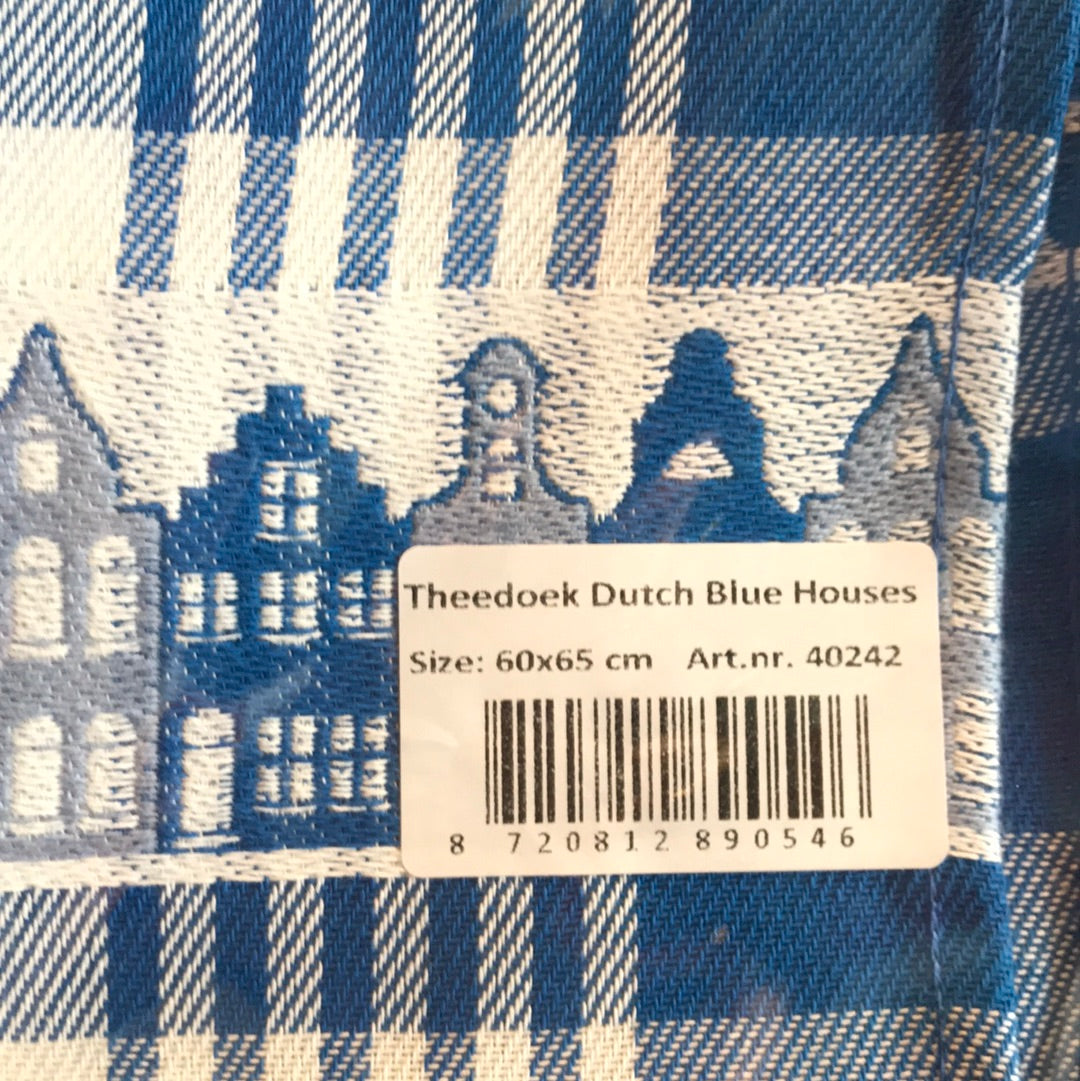 Theedoek Dutch Blue Houses
Size: 60x65 cm Art.nr. 40242
8 720812 890546